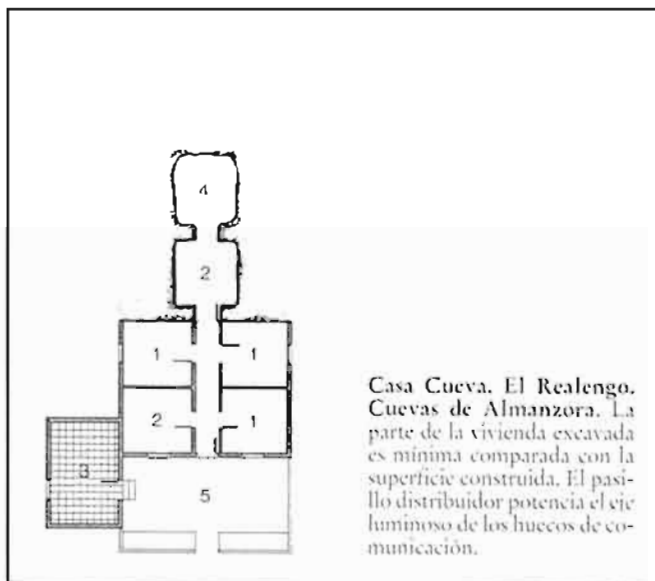 4
2
1 1
2 1
3
5
Casa Cueva. El Realengo.
Cuevas de Almanzora. La
parte de la vivienda excavada
es mínima comparada con la
superficie construida. El pasi-
llo distribuidor potencia el eje
luminoso de los huecos de co-
municación.